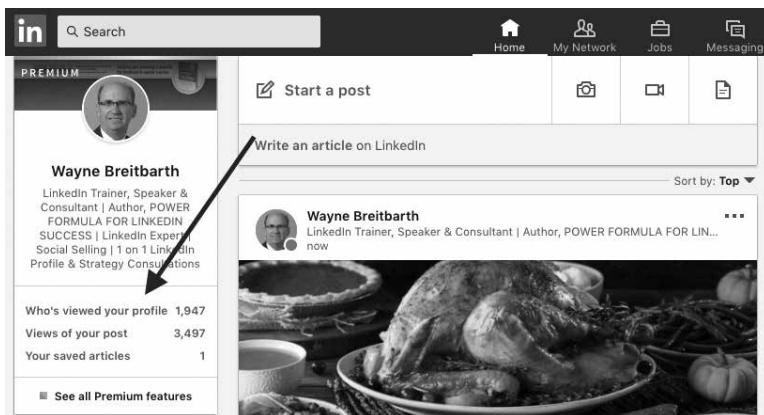 in
Search
Home
My Network
Jobs
Messaging
PREMIUM
Wayne Breitbarth
LinkedIn Trainer, Speaker &
Consultant | Author, POWER
FORMULA FOR LINKEDIN
SUCCESS | LinkedIn Expert |
Social Selling | 1 on 1 LinkedIn
Profile & Strategy Consultations
Who's viewed your profile 1,947
Views of your post 3,497
Your saved articles 1
See all Premium features
Start a post
Write an article on LinkedIn
Sort by: Top
Wayne Breitbarth
LinkedIn Trainer, Speaker & Consultant | Author, POWER FORMULA FOR LIN...
now